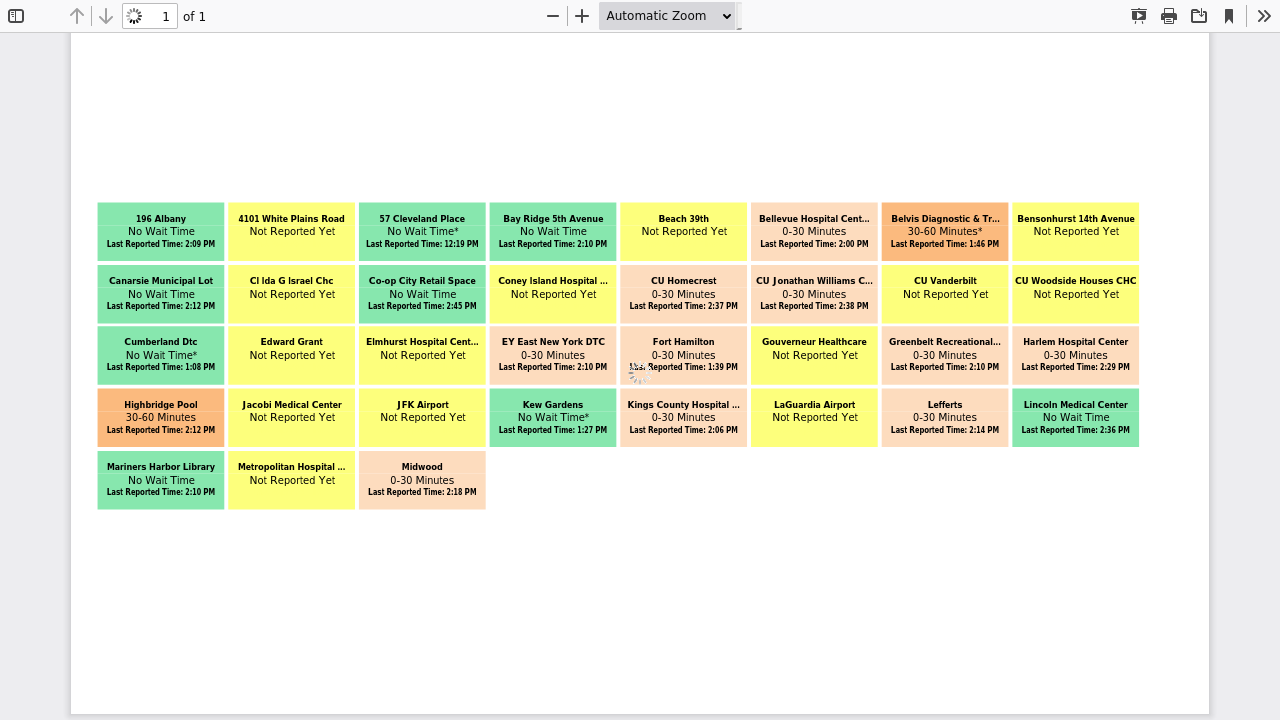 1 of 1 Automatic Zoom
196 Albany
No Wait Time
Last Reported Time: 2:09 PM
4101 White Plains Road
Not Reported Yet
57 Cleveland Place
No Wait Time*
Last Reported Time: 12:19 PM
Bay Ridge 5th Avenue
No Wait Time
Last Reported Time: 2:10 PM
Beach 39th
Not Reported Yet
Bellevue Hospital Cent...
0-30 Minutes
Last Reported Time: 2:00 PM
Belvis Diagnostic & Tr...
30-60 Minutes*
Last Reported Time: 1:46 PM
Bensonhurst 14th Avenue
Not Reported Yet
Canarsie Municipal Lot
No Wait Time
Last Reported Time: 2:12 PM
Cl Ida G Israel Chc
Not Reported Yet
Co-op City Retail Space
No Wait Time
Last Reported Time: 2:45 PM
Coney Island Hospital ...
Not Reported Yet
CU Homecrest
0-30 Minutes
Last Reported Time: 2:37 PM
CU Jonathan Williams C...
0-30 Minutes
Last Reported Time: 2:38 PM
CU Vanderbilt
Not Reported Yet
CU Woodside Houses CHC
Not Reported Yet
Cumberland Dtc
No Wait Time*
Last Reported Time: 1:08 PM
Edward Grant
Not Reported Yet
Elmhurst Hospital Cent...
Not Reported Yet
EY East New York DTC
0-30 Minutes
Last Reported Time: 2:10 PM
Fort Hamilton
0-30 Minutes
Reported Time: 1:39 PM
Gouverneur Healthcare
Not Reported Yet
Greenbelt Recreational...
0-30 Minutes
Last Reported Time: 2:10 PM
Harlem Hospital Center
0-30 Minutes
Last Reported Time: 2:29 PM
Highbridge Pool
30-60 Minutes
Last Reported Time: 2:12 PM
Jacobi Medical Center
Not Reported Yet
JFK Airport
Not Reported Yet
Kew Gardens
No Wait Time*
Last Reported Time: 1:27 PM
Kings County Hospital ...
0-30 Minutes
Last Reported Time: 2:06 PM
LaGuardia Airport
Not Reported Yet
Lefferts
0-30 Minutes
Last Reported Time: 2:14 PM
Lincoln Medical Center
No Wait Time
Last Reported Time: 2:36 PM
Mariners Harbor Library
No Wait Time
Last Reported Time: 2:10 PM
Metropolitan Hospital ...
Not Reported Yet
Midwood
0-30 Minutes
Last Reported Time: 2:18 PM